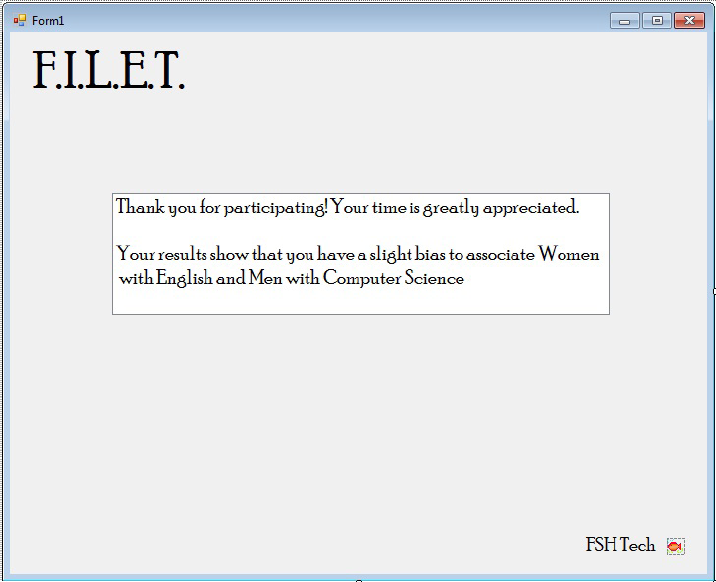 Form1
F.I.L.E.T.
Thank you for participating! Your time is greatly appreciated.
Your results show that you have a slight bias to associate Women
with English and Men with Computer Science
FSH Tech